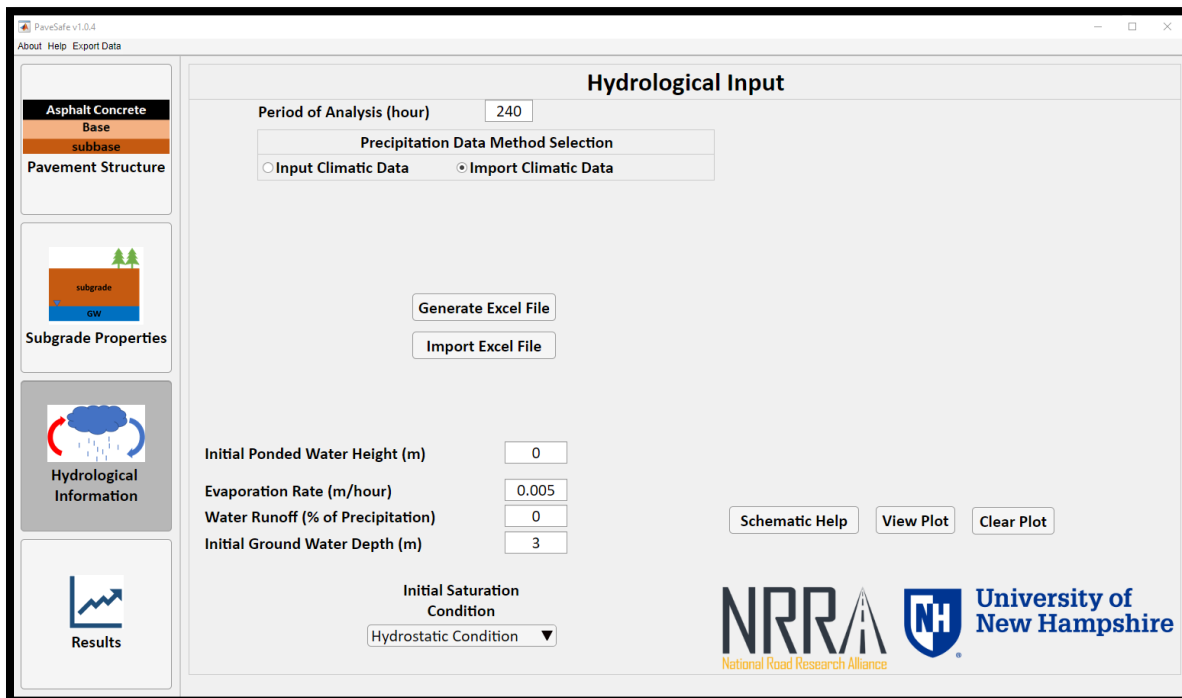 PaveSafe v1.0.4
About Help Export Data
Asphalt Concrete
Base
subbase
Pavement Structure
subgrade
GW
Subgrade Properties
Hydrological
Information
Results
Hydrological Input
Period of Analysis (hour) 240
Precipitation Data Method Selection
Input Climatic Data Import Climatic Data
Generate Excel File
Import Excel File
Initial Ponded Water Height (m) 0
Evaporation Rate (m/hour) 0.005
Water Runoff (% of Precipitation) 0
Initial Ground Water Depth (m) 3
Schematic Help View Plot Clear Plot
Initial Saturation
Condition
Hydrostatic Condition
NRRA
National Road Research Alliance
NH
University of
New Hampshire